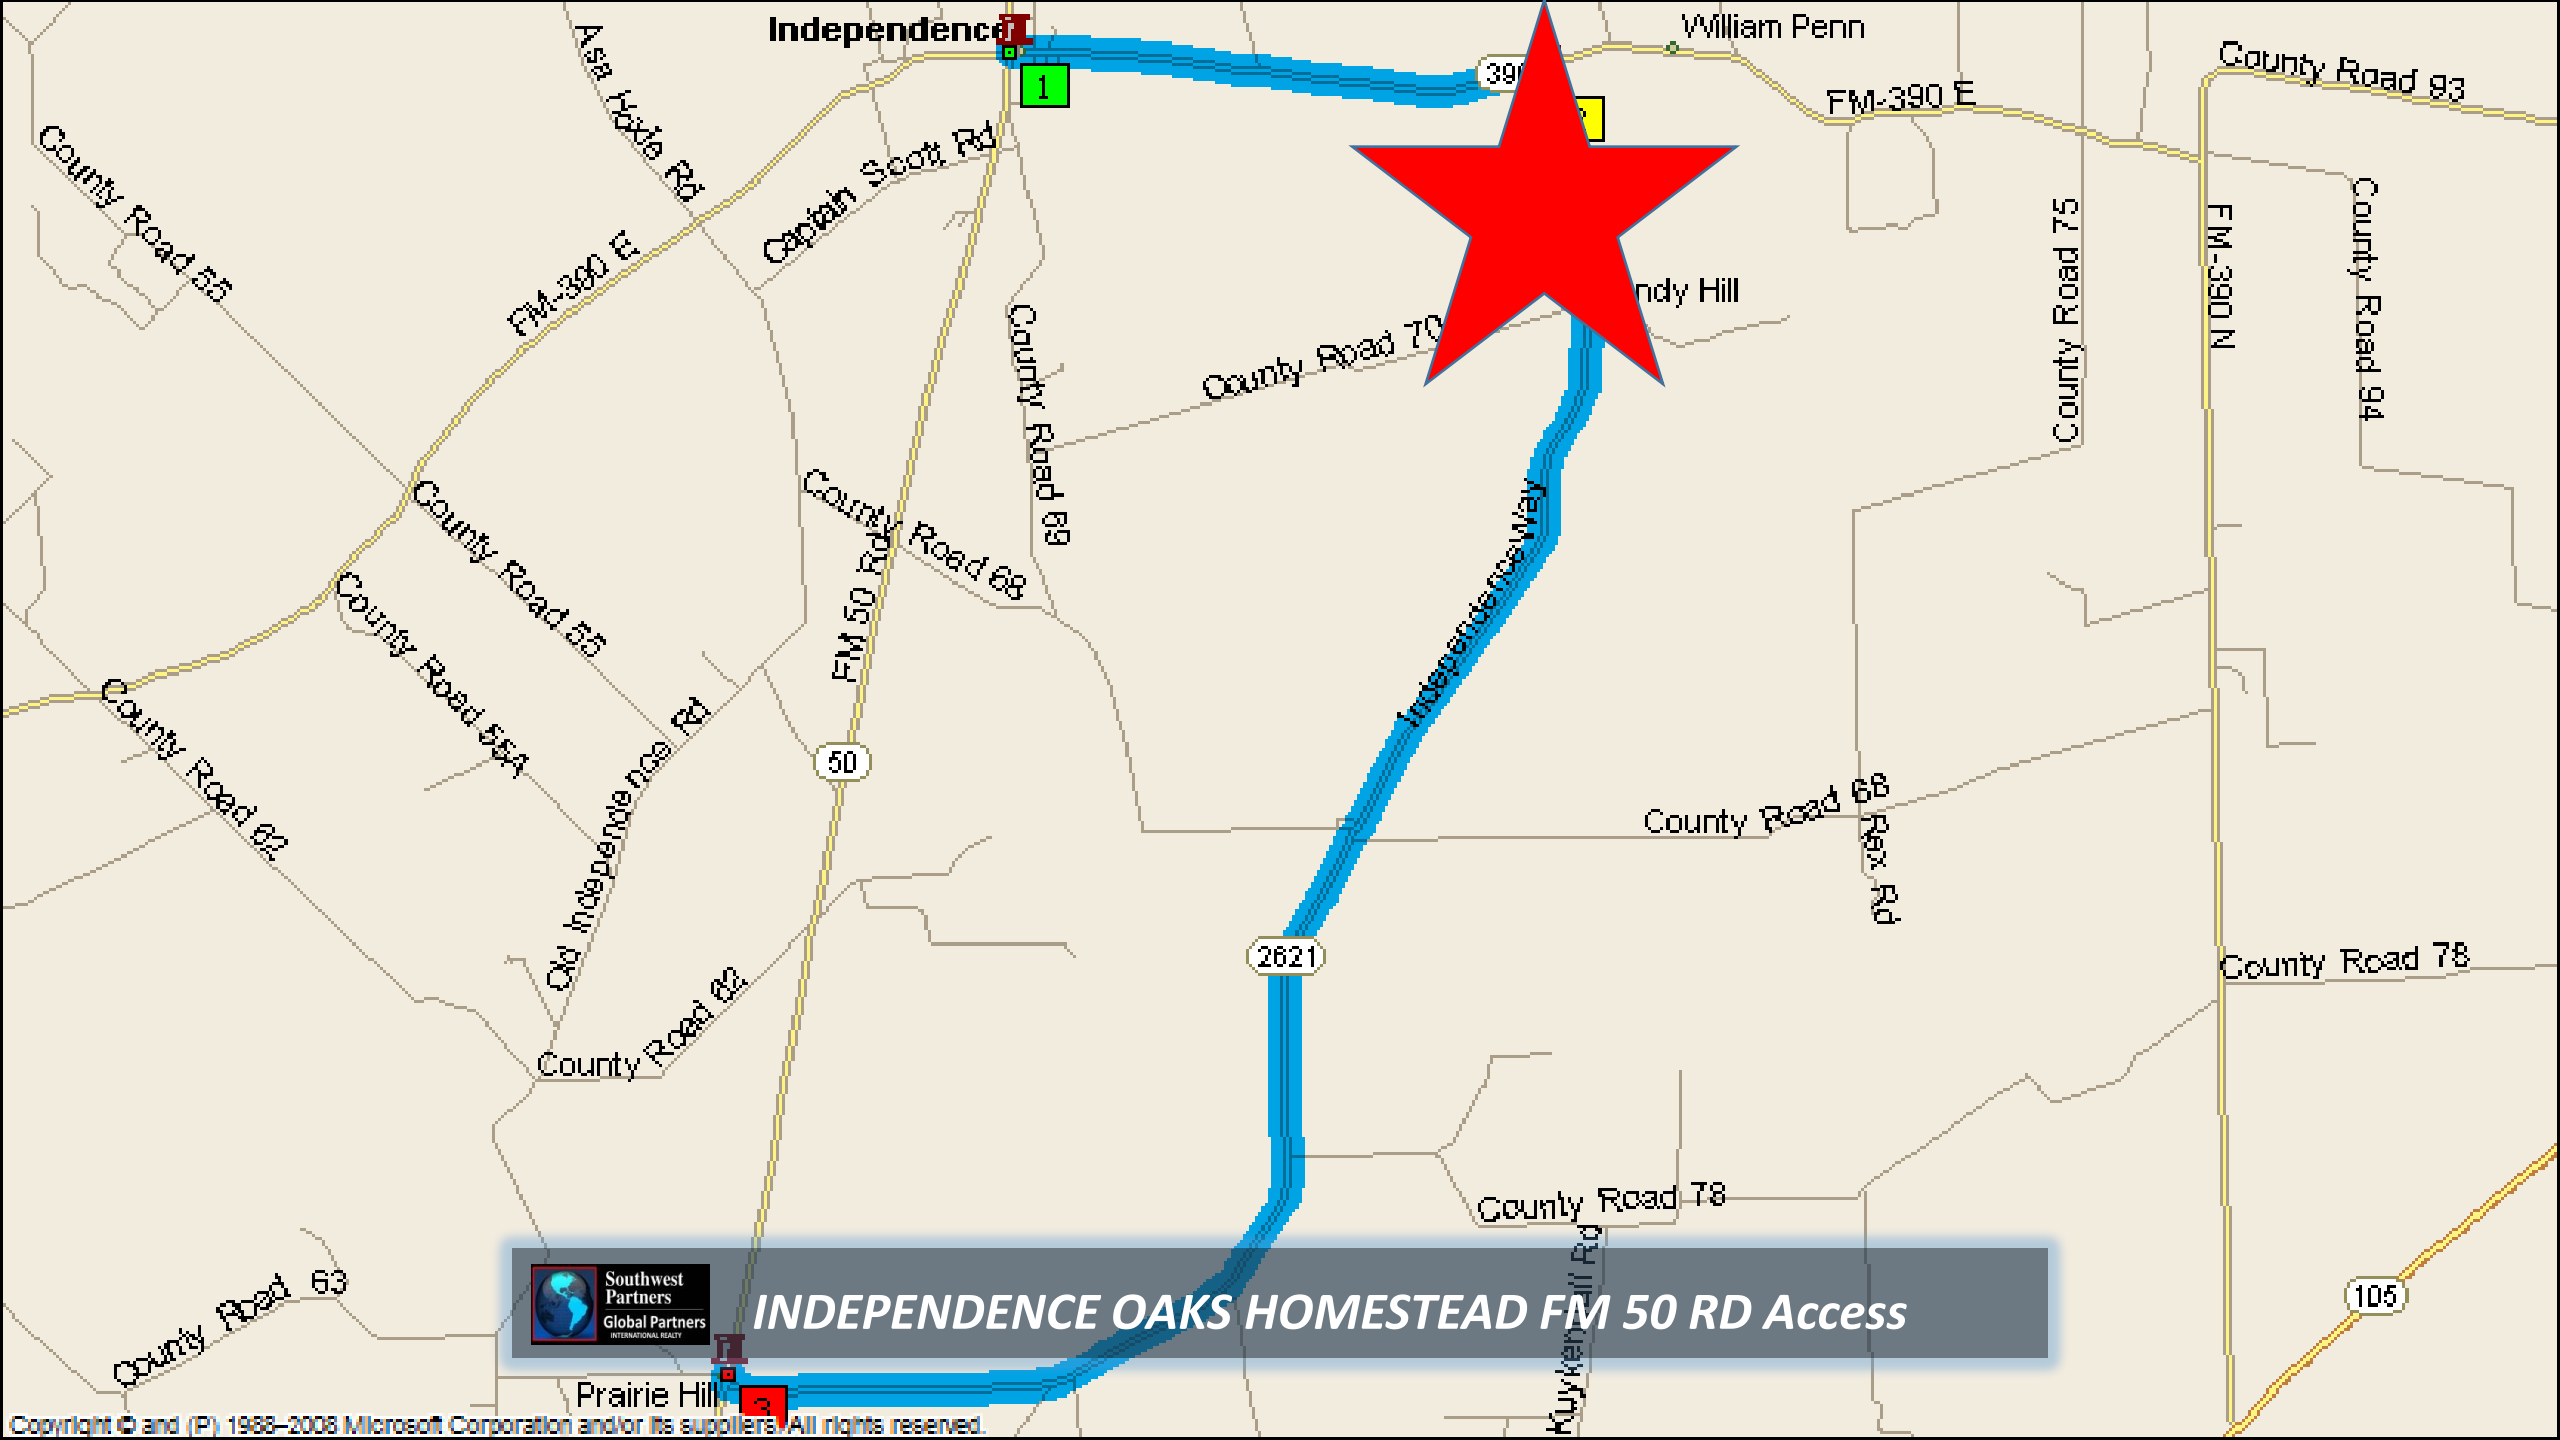 Independence
William Penn
1
390
FM-390 E
County Road 93
Asa Hoxie Rd
Captain Scott Rd
County Road 55
FM-390 E
ndy Hill
County Road 70
County Road 75
FM-390 N
County Road 94
County Road 69
County Road 68
FM 50 Rd
County Road 55
County Road 55A
County Road 62
Independence Way
Old Independence Rd
50
County Road 68
Rex Rd
2621
County Road 78
County Road 62
County Road 78
Kuykendall Rd
County Road 63
105
Southwest
Partners
Global Partners
INTERNATIONAL REALTY
INDEPENDENCE OAKS HOMESTEAD FM 50 RD Access
Prairie Hill
3
Copyright © and (P) 1988–2008 Microsoft Corporation and/or its suppliers. All rights reserved.